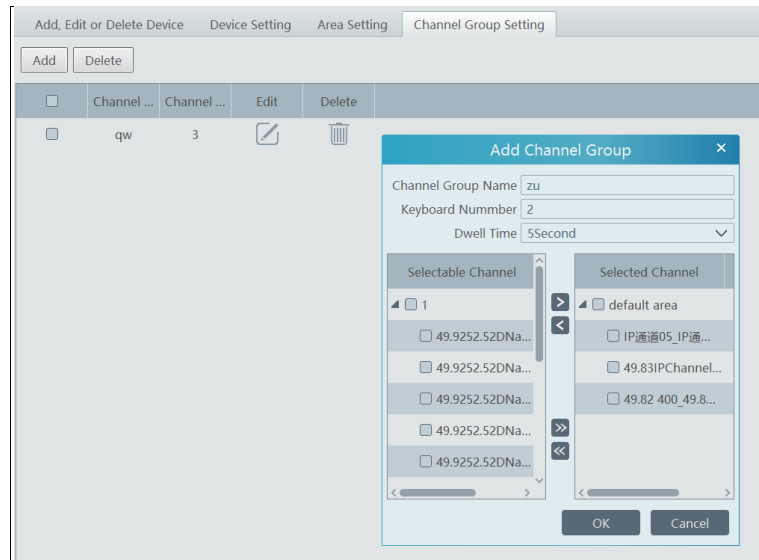 Add, Edit or Delete Device Device Setting Area Setting Channel Group Setting
Add Delete
Channel ... Channel ... Edit Delete
qw 3
Add Channel Group
Channel Group Name zu
Keyboard Nummber 2
Dwell Time 5Second
Selectable Channel Selected Channel
1 default area
49.9252.52DNa... IP通道05_IP通...
49.9252.52DNa... 49.83IPChannel...
49.9252.52DNa... 49.82 400_49.8...
49.9252.52DNa...
49.9252.52DNa...
OK Cancel